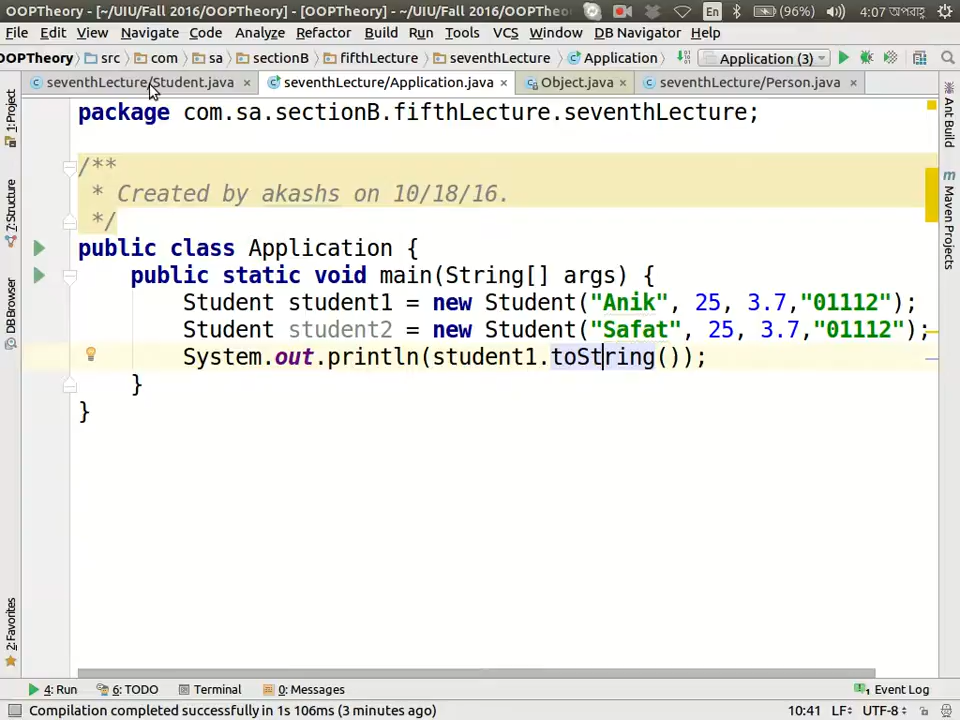 OOPTheory - [~/UIU/Fall 2016/OOPTheory] - [OOPTheory] - ~/UIU/Fall 2016/OOPTheo
En (96%) 4:07 অপরাহ্ণ
File Edit View Navigate Code Analyze Refactor Build Run Tools VCS Window DB Navigator Help
OOPTheory src com sa sectionB fifthLecture seventhLecture Application Application (3)
seventhLecture/Student.java seventhLecture/Application.java Object.java seventhLecture/Person.java
package com.sa.sectionB.fifthLecture.seventhLecture;
/**
* Created by akashs on 10/18/16.
*/
public class Application {
public static void main(String[] args) {
Student student1 = new Student("Anik", 25, 3.7,"01112");
Student student2 = new Student("Safat", 25, 3.7,"01112");
System.out.println(student1.toString());
}
}
1: Project
7: Structure
DB Browser
2: Favorites
Ant Build
Maven Projects
4: Run 6: TODO Terminal 0: Messages 1 Event Log
Compilation completed successfully in 1s 106ms (3 minutes ago) 10:41 LF UTF-8